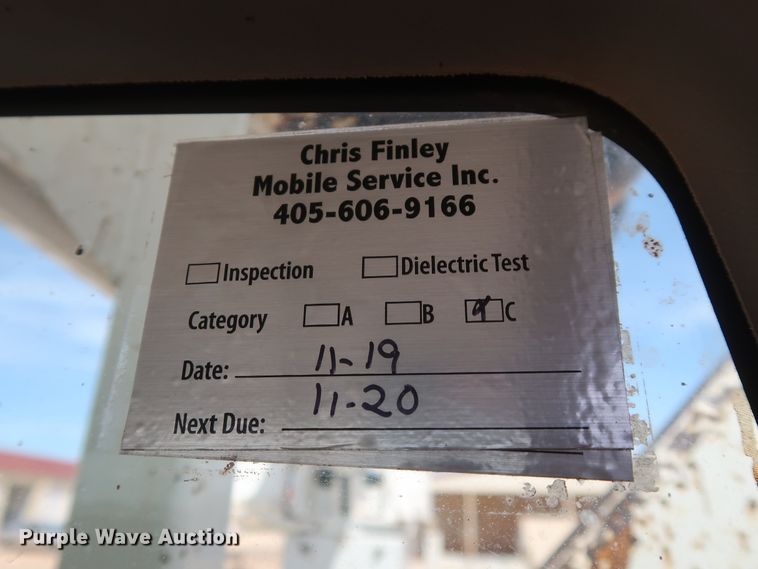 Chris Finley
Mobile Service Inc.
405-606-9166
Inspection Dielectric Test
Category A B C
Date: 11-19
Next Due: 11-20
Purple Wave Auction